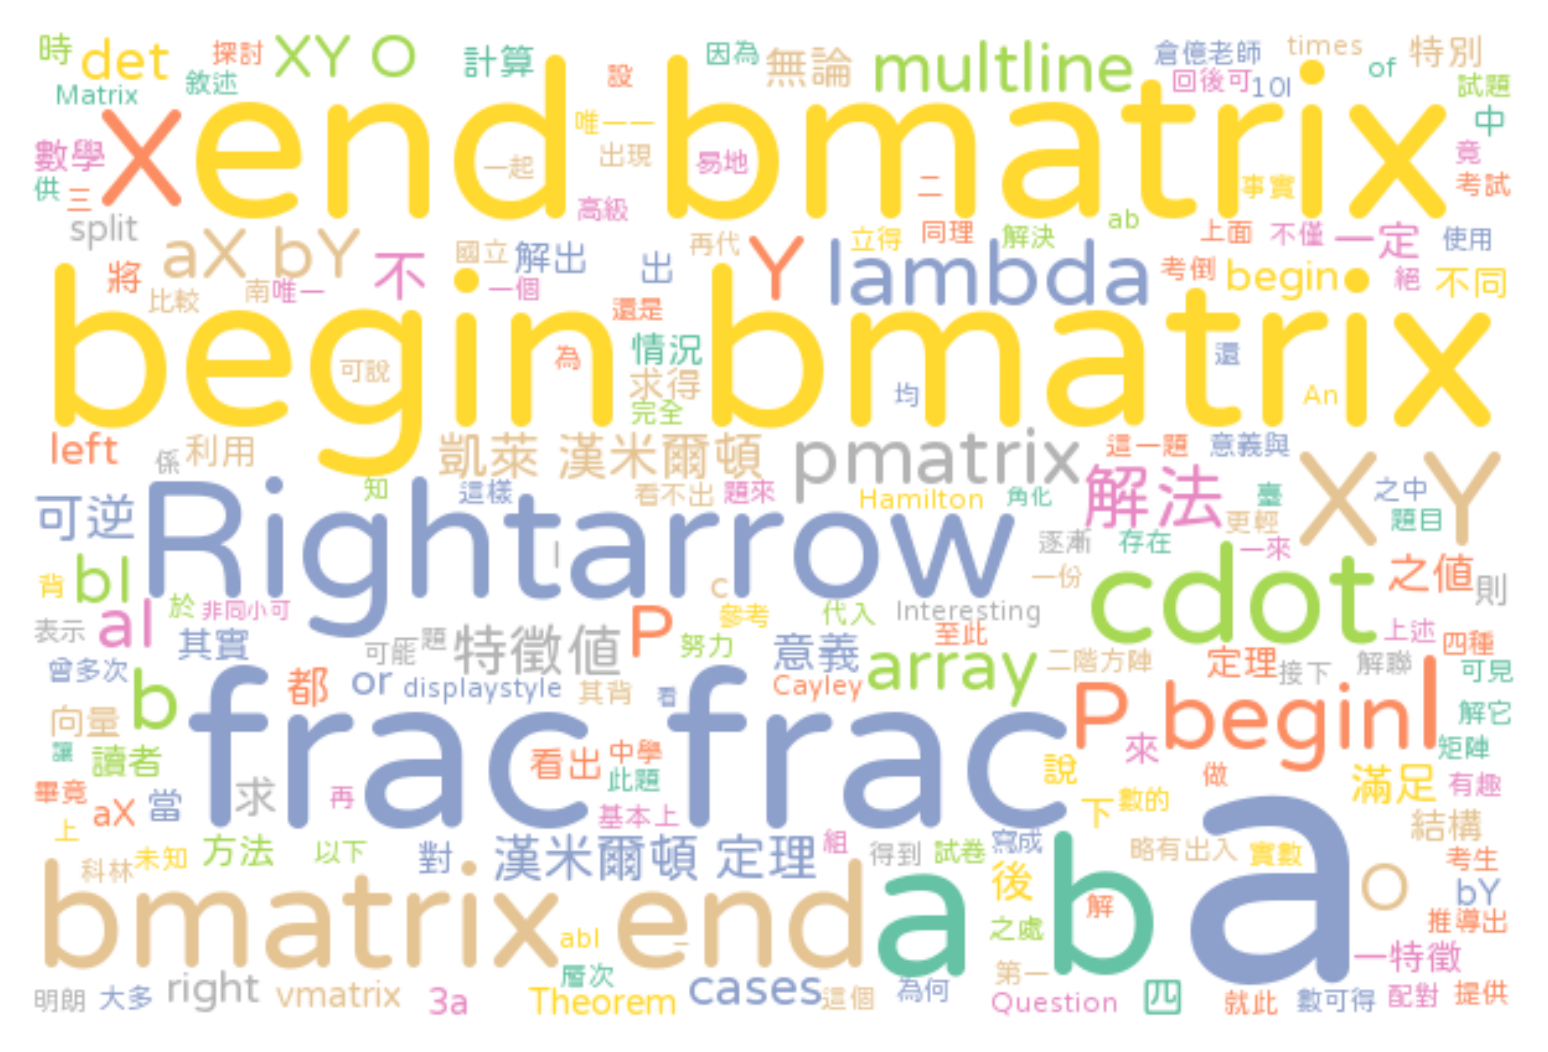 時 det 探討 XY O 計算 設 因為 無論 multline 倉億老師 times of 特別
Matrix 敘述 回後可 10I 試題
數學 X end bmatrix 唯一一 出現 一起 易地 二 事實 中 竟 考試
供 三 高級
split aX bY 國立 解出 出 再代 Y 立得 同理 解決 ab 上面 不僅 一定 使用
將 比較 南 唯一 不 一個 還是 lambda 考倒 begin 絕 不同
begin bmatrix 可說 為 情況 求得 完全 均 還 An
left 係 利用 凱萊 漢米爾頓 pmatrix 這一題 意義與
可逆 知 這樣 看不出 題來 Hamilton 角化 解法 臺 更輕 X Y 之中 題目
Rightarrow I 逐漸 存在 一來
背 bI 於 非同小可 c 一份 cdot 之值 則
表示 aI 其實 P 參考 代入 Interesting 至此 上述 四種
曾多次 可能 題 特徵值 努力 意義 array 二階方陣 定理 接下 解聯 可見
向量 b 都 or displaystyle 其背 看 Cayley P begin I 解它
讓 讀者 frac frac 看出 中學 此題 說 來 矩陣
畢竟 aX 當 求 再 基本上 下 數的 做 滿足 有趣
上 方法 以下 對 漢米爾頓 定理 組 得到 試卷 寫成 略有出入 實數 結構 考生
科林 未知 後 解 O bY
bmatrix end abI a 之處 b a 推導出
層次 第一 一特徵
明朗 大多 right vmatrix 3a Theorem cases 這個 為何 Question 四 就此 數可得 配對 提供